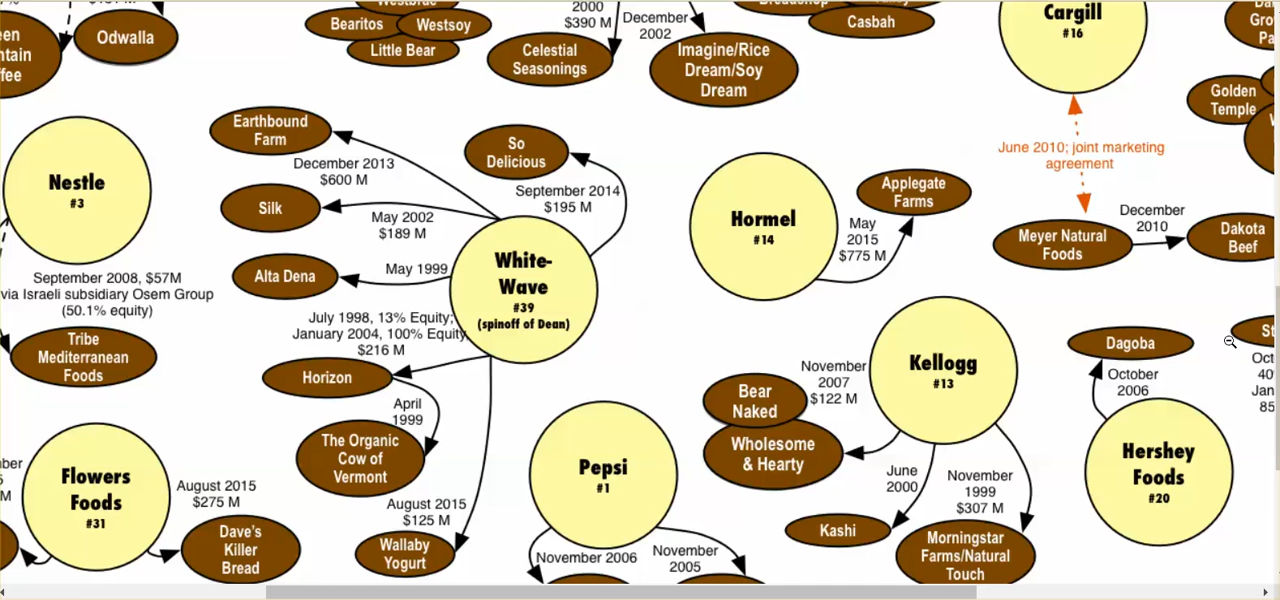 Odwalla
Bearitos
Westsoy
Little Bear
2000
$390 M
December
2002
Celestial
Seasonings
Imagine/Rice
Dream/Soy
Dream
Casbah
Cargill
#16
Golden
Temple
Nestle
#3
Earthbound
Farm
December 2013
$600 M
So
Delicious
September 2014
$195 M
Silk
May 2002
$189 M
Alta Dena
May 1999
White-
Wave
#39
(spinoff of Dean)
Hormel
#14
Applegate
Farms
May
2015
$775 M
June 2010; joint marketing
agreement
Meyer Natural
Foods
December
2010
Dakota
Beef
September 2008, $57M
via Israeli subsidiary Osem Group
(50.1% equity)
Tribe
Mediterranean
Foods
July 1998, 13% Equity;
January 2004, 100% Equity,
$216 M
Horizon
April
1999
The Organic
Cow of
Vermont
August 2015
$125 M
Wallaby
Yogurt
Flowers
Foods
#31
August 2015
$275 M
Dave's
Killer
Bread
Pepsi
#1
November 2006
November
2005
Kellogg
#13
November
2007
$122 M
Bear
Naked
Wholesome
& Hearty
June
2000
Kashi
November
1999
$307 M
Morningstar
Farms/Natural
Touch
Dagoba
October
2006
Hershey
Foods
#20